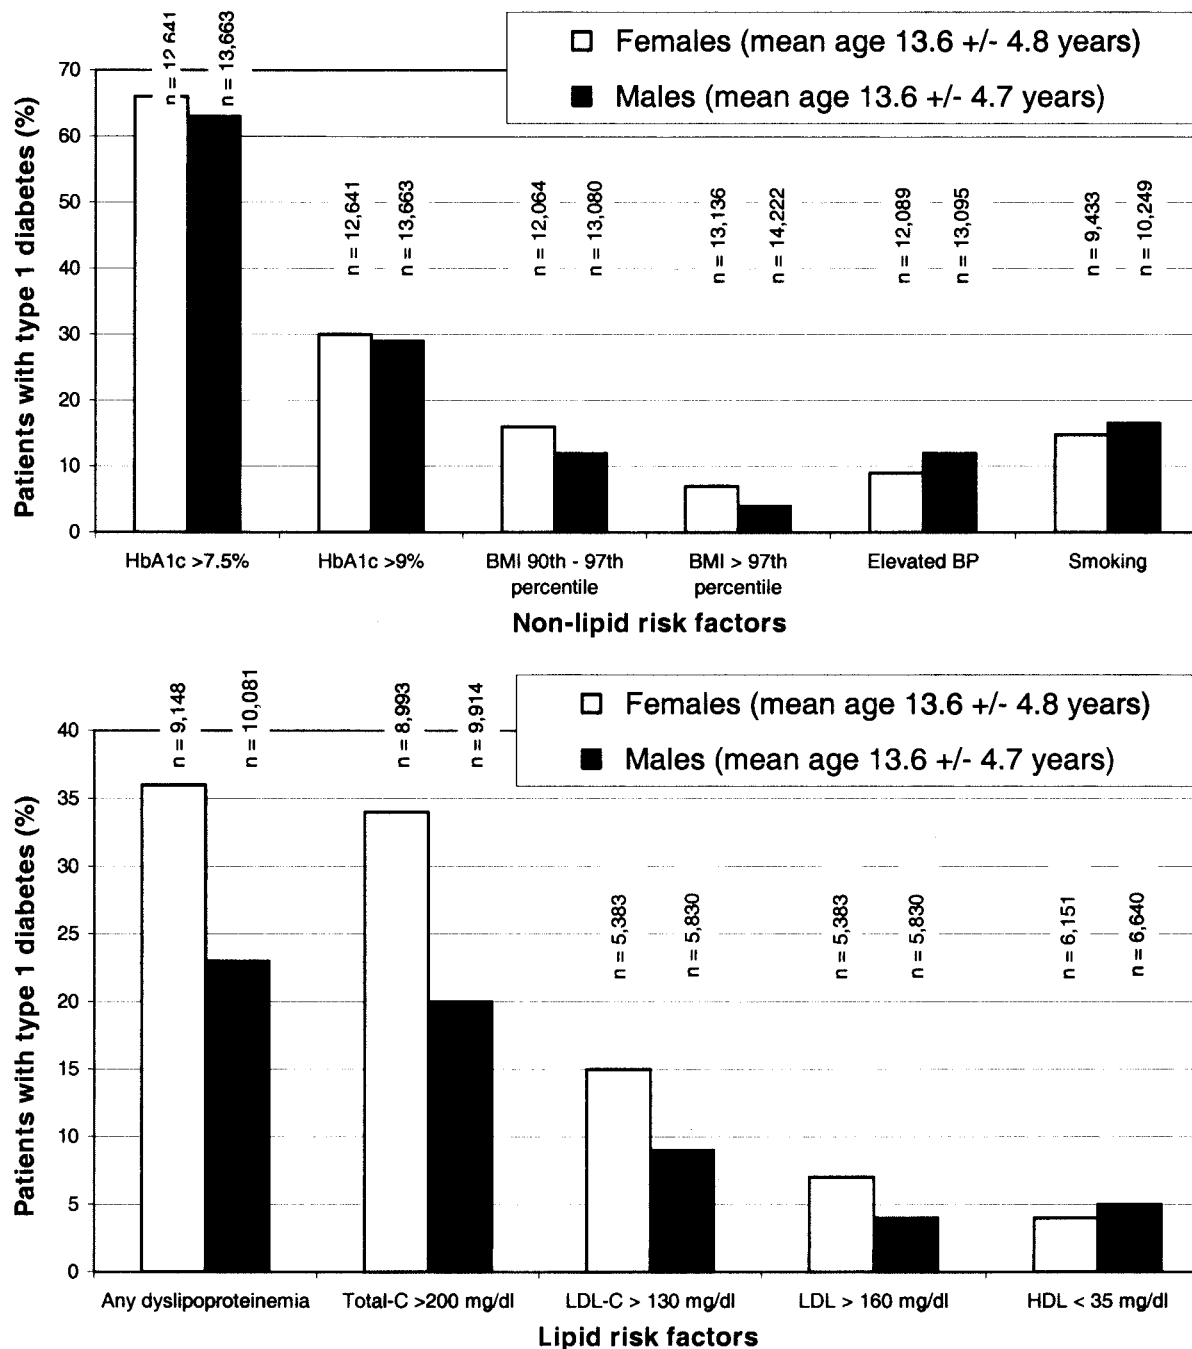 n = 12,641
n = 13,663
□ Females (mean age 13.6 +/- 4.8 years)
■ Males (mean age 13.6 +/- 4.7 years)
Patients with type 1 diabetes (%)
70
60
50
40
30
20
10
0
n = 12,641
n = 13,663
n = 12,064
n = 13,080
n = 13,136
n = 14,222
n = 12,089
n = 13,095
n = 9,433
n = 10,249
HbA1c >7.5%
HbA1c >9%
BMI 90th - 97th
percentile
BMI > 97th
percentile
Elevated BP
Smoking
Non-lipid risk factors
n = 9,148
n = 10,081
n = 8,993
n = 9,914
□ Females (mean age 13.6 +/- 4.8 years)
■ Males (mean age 13.6 +/- 4.7 years)
Patients with type 1 diabetes (%)
40
35
30
25
20
15
10
5
0
n = 5,383
n = 5,830
n = 5,383
n = 5,830
n = 6,151
n = 6,640
Any dyslipoproteinemia
Total-C >200 mg/dl
LDL-C > 130 mg/dl
LDL > 160 mg/dl
HDL < 35 mg/dl
Lipid risk factors